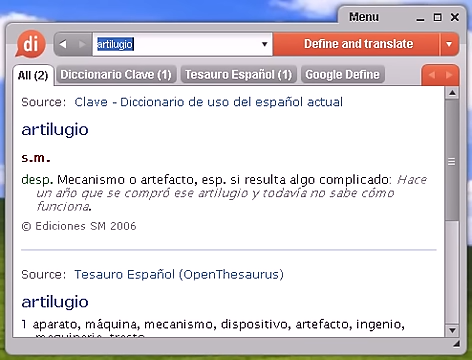 Menu
di
artilugio
Define and translate
All (2)
Diccionario Clave (1)
Tesauro Español (1)
Google Define
Source: Clave - Diccionario de uso del español actual
artilugio
s.m.
desp. Mecanismo o artefacto, esp. si resulta algo complicado: Hace
un año que se compró ese artilugio y todavía no sabe cómo
funciona.
© Ediciones SM 2006
Source: Tesauro Español (OpenThesaurus)
artilugio
1 aparato, máquina, mecanismo, dispositivo, artefacto, ingenio,
maquinaria, trasto